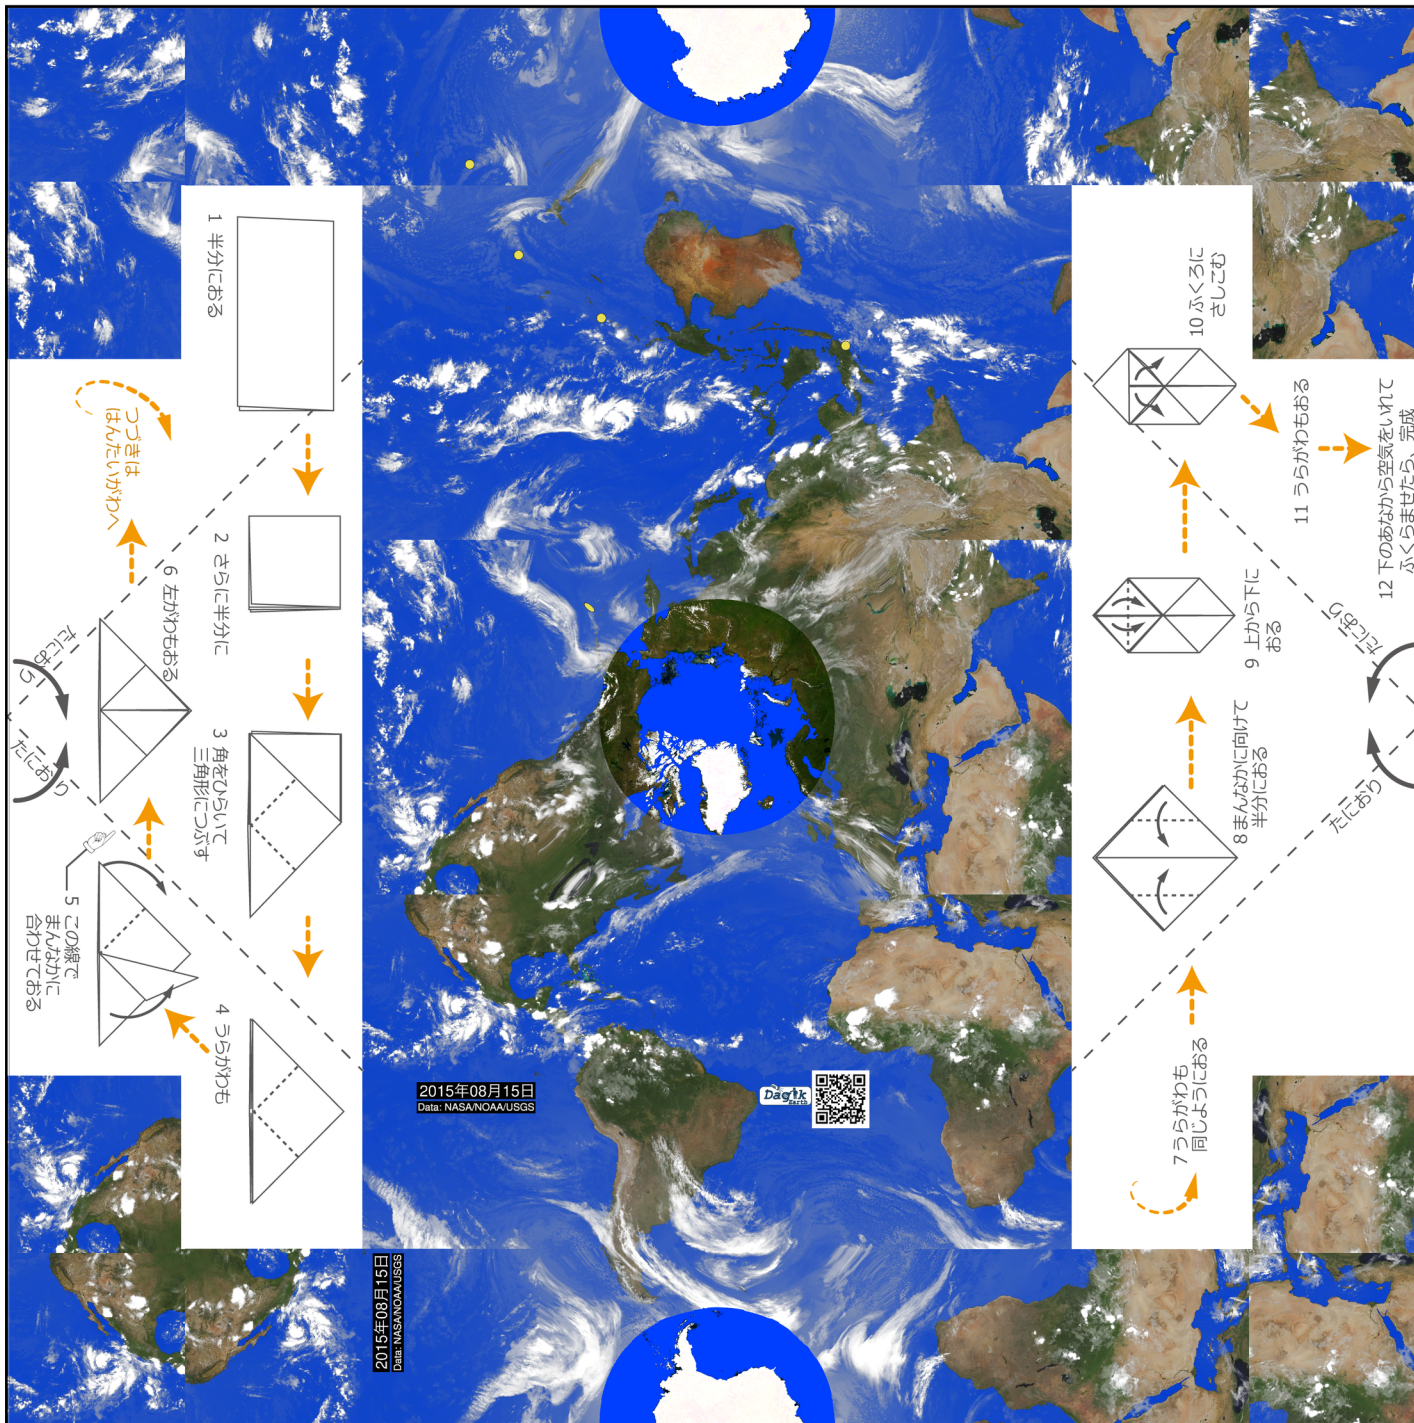 1 半分におる
2 さらに半分に
3 角をひらいて
三角形につぶす
4 うらがわも
5 この線で
まんなかに
合わせておる
6 左がわもおる
つづきは
はんたいがわへ
たにおり
たにおり
7 うらがわも
同じようにおる
8 まんなかに向けて
半分におる
9 上から下に
おる
10 ふくろに
さしこむ
11 うらがわもおる
12 下のあなから空気をいれて
ふくらませたら、完成
たにおり
たにおり
2015年08月15日
Data: NASA/NOAA/USGS
Dagik
Earth
2015年08月15日
Data: NASA/NOAA/USGS